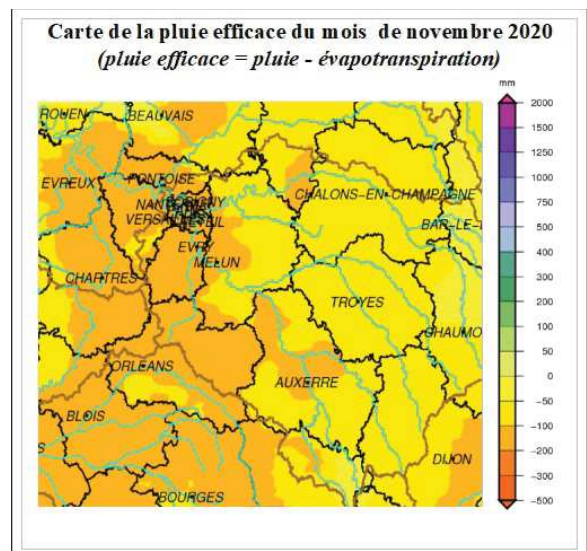 Carte de la pluie efficace du mois de novembre 2020
(pluie efficace = pluie - évapotranspiration)
mm
2000
1500
1250
1000
750
500
400
300
200
100
50
0
-50
-100
-200
-300
-500
ROUEN
BEAUVAIS
EVREUX
PONTOISE
CHALONS-EN-CHAMPAGNE
VERSAILLES
BAR-LE-
EVRY
MELUN
CHARTRES
TROYES
CHAUMO
ORLEANS
AUXERRE
BLOIS
DIJON
BOURGES